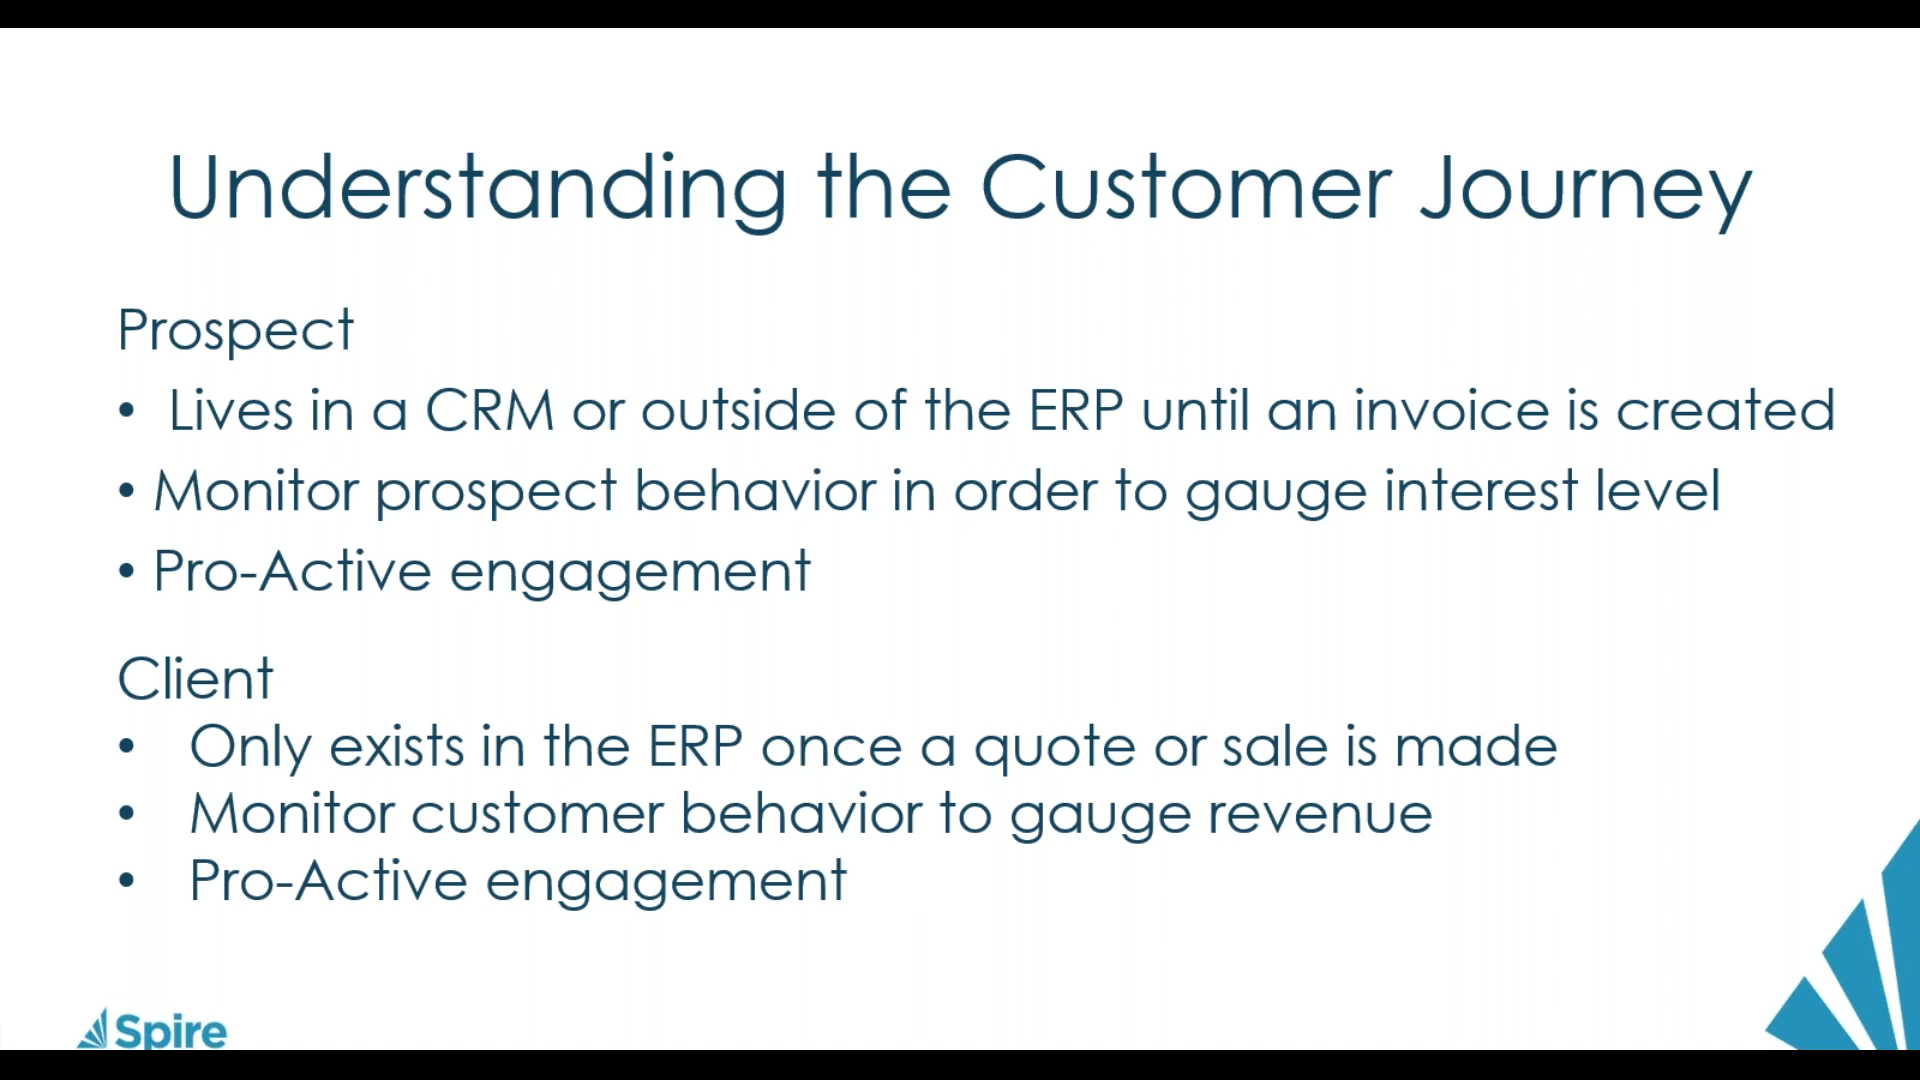 Understanding the Customer Journey
Prospect
• Lives in a CRM or outside of the ERP until an invoice is created
• Monitor prospect behavior in order to gauge interest level
• Pro-Active engagement
Client
• Only exists in the ERP once a quote or sale is made
• Monitor customer behavior to gauge revenue
• Pro-Active engagement
Spire